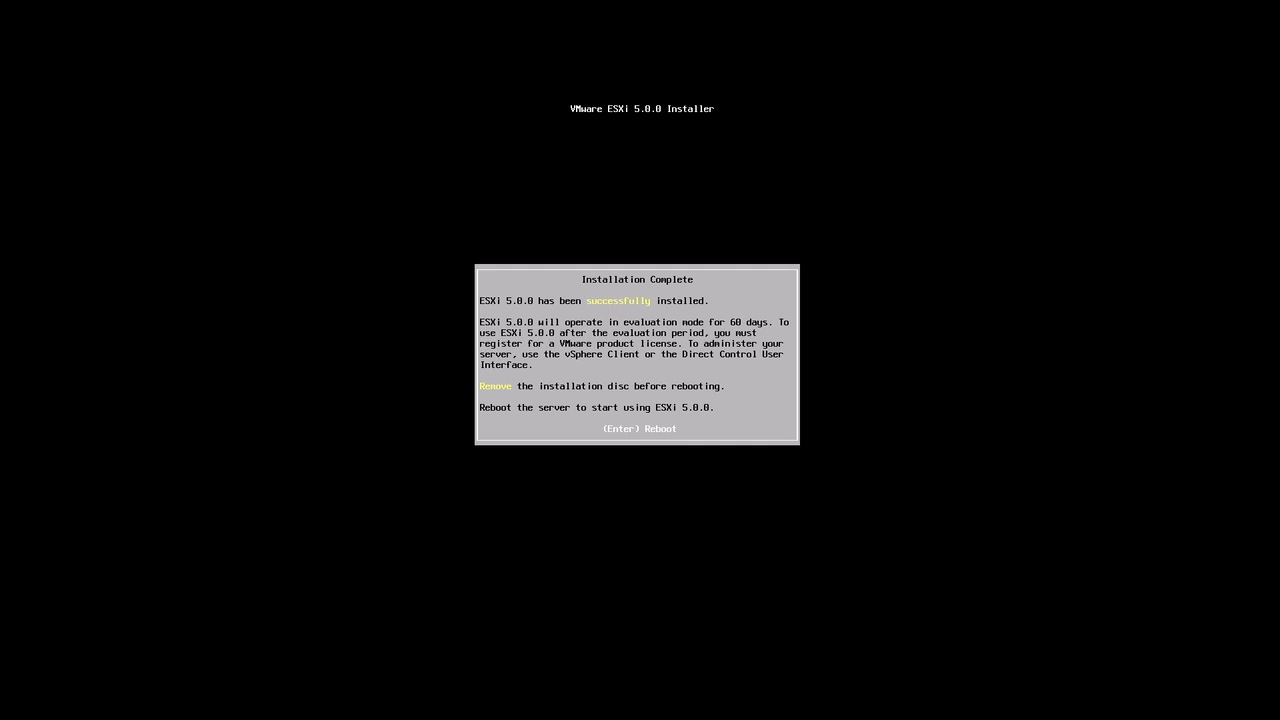 VMware ESXi 5.0.0 Installer
Installation Complete
ESXi 5.0.0 has been successfully installed.
ESXi 5.0.0 will operate in evaluation mode for 60 days. To
use ESXi 5.0.0 after the evaluation period, you must
register for a VMware product license. To administer your
server, use the vSphere Client or the Direct Control User
Interface.
Remove the installation disc before rebooting.
Reboot the server to start using ESXi 5.0.0.
(Enter) Reboot